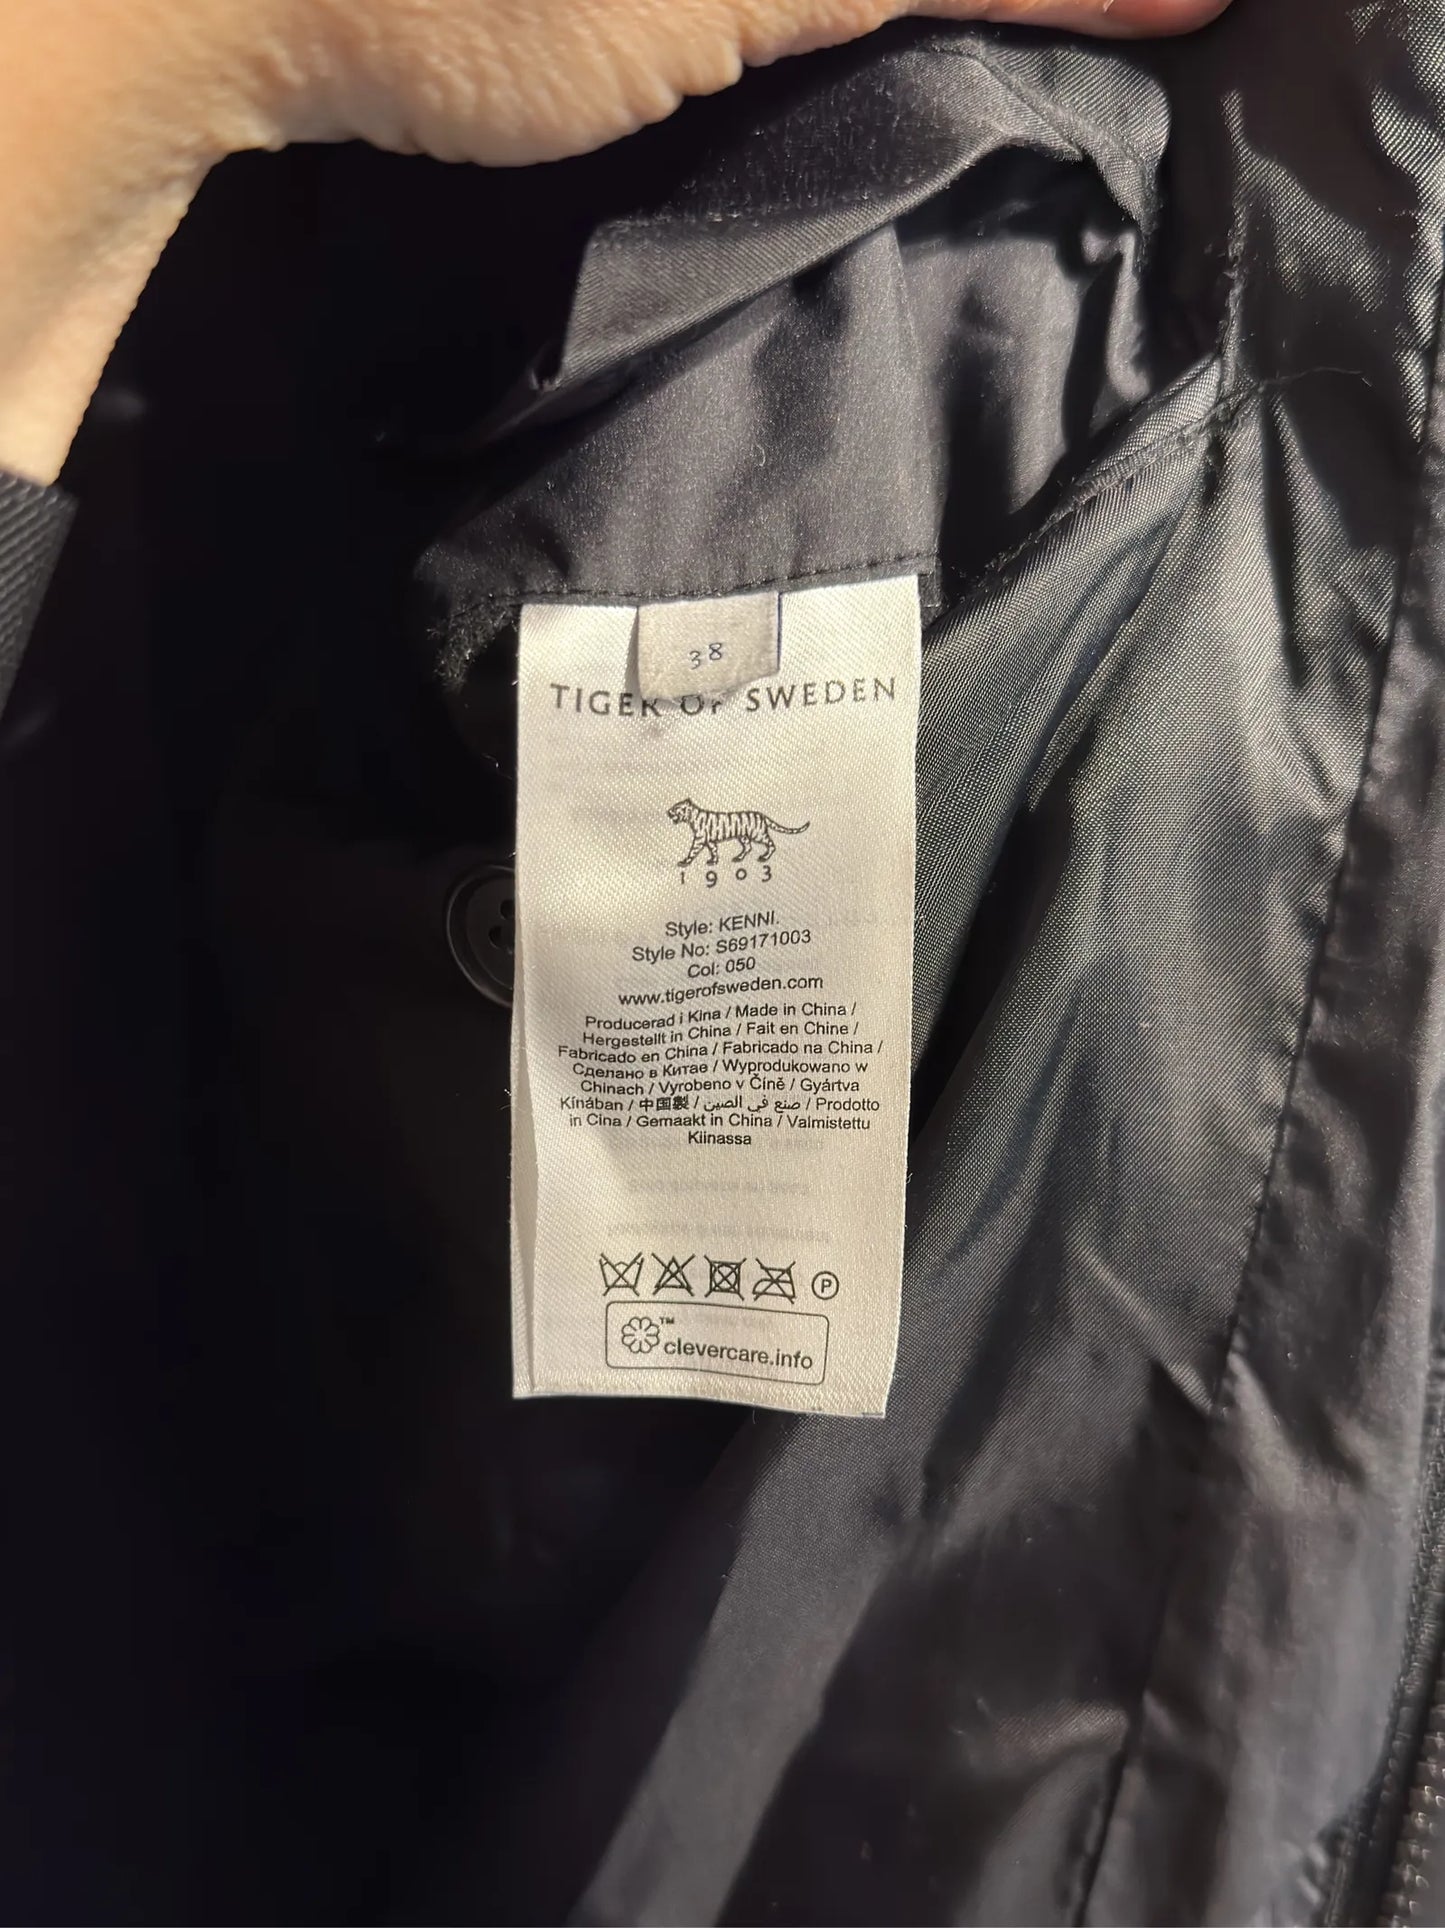 38
TIGER OF SWEDEN
1903
Style: KENNI.
Style No: S69171003
Col: 050
www.tigerofsweden.com
Producerad i Kina / Made in China /
Hergestellt in China / Fait en Chine /
Fabricado en China / Fabricado na China /
Сделано в Китае / Wyprodukowano w
Chinach / Vyrobeno v Číně / Gyártva
Kínában / 中国製 / صنع في الصين / Prodotto
in Cina / Gemaakt in China / Valmistettu
Kiinassa
P
™
clevercare.info